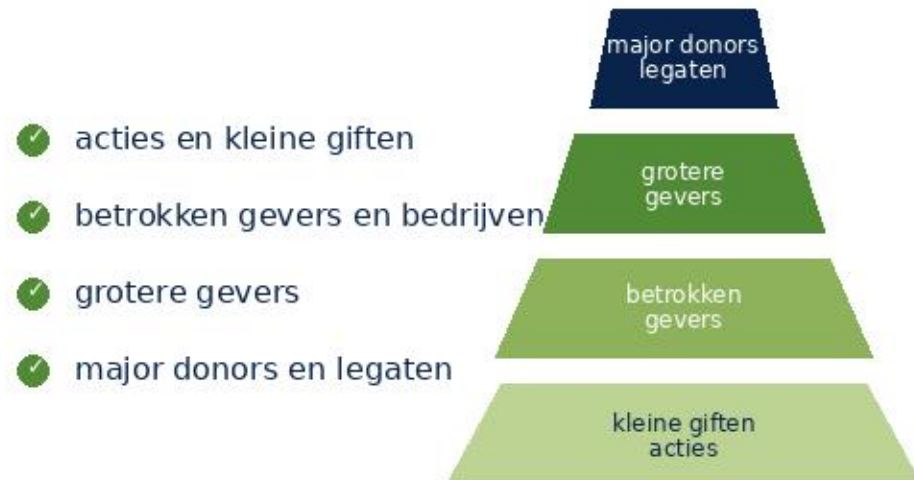 acties en kleine giften
betrokken gevers en bedrijven
grotere gevers
major donors en legaten
major donors
legaten
grotere
gevers
betrokken
gevers
kleine giften
acties